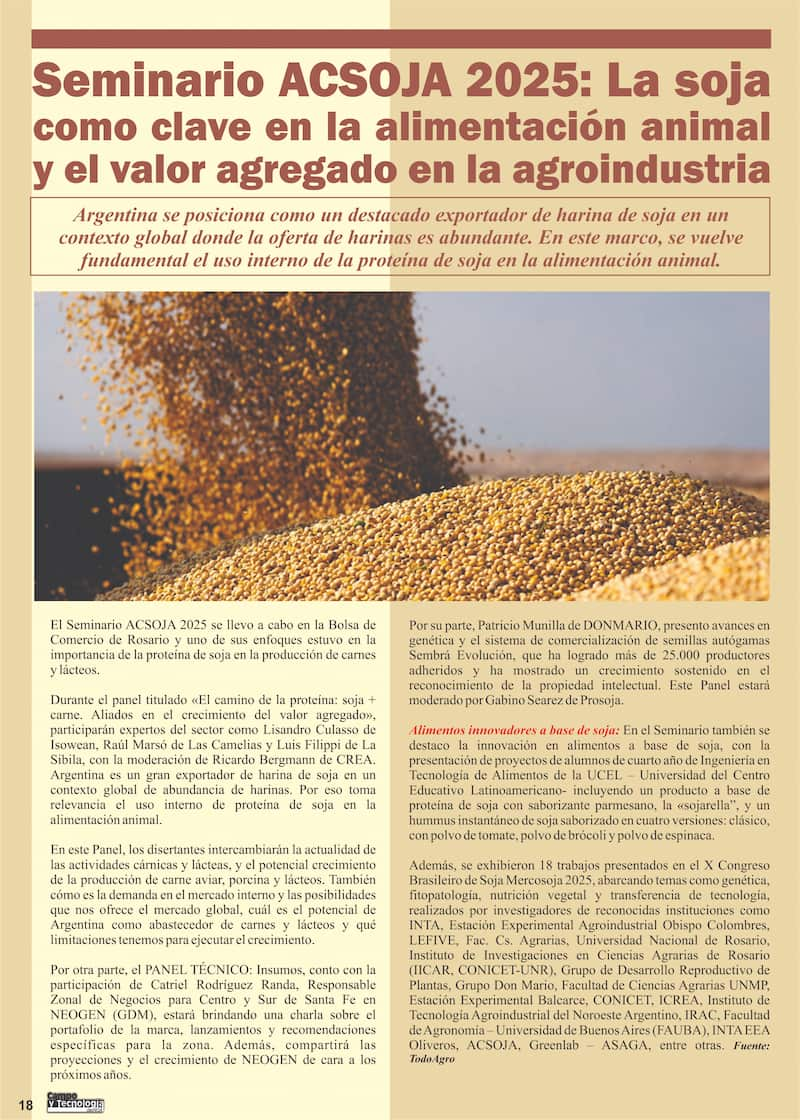 Seminario ACSOJA 2025: La soja
como clave en la alimentación animal
y el valor agregado en la agroindustria
Argentina se posiciona como un destacado exportador de harina de soja en un
contexto global donde la oferta de harinas es abundante. En este marco, se vuelve
fundamental el uso interno de la proteína de soja en la alimentación animal.
El Seminario ACSOJA 2025 se llevo a cabo en la Bolsa de
Comercio de Rosario y uno de sus enfoques estuvo en la
importancia de la proteína de soja en la producción de carnes
y lácteos.
Durante el panel titulado «El camino de la proteína: soja +
carne. Aliados en el crecimiento del valor agregado»,
participarán expertos del sector como Lisandro Culasso de
Isowean, Raúl Marsó de Las Camelias y Luis Filippi de La
Sibila, con la moderación de Ricardo Bergmann de CREA.
Argentina es un gran exportador de harina de soja en un
contexto global de abundancia de harinas. Por eso toma
relevancia el uso interno de proteína de soja en la
alimentación animal.
En este Panel, los disertantes intercambiarán la actualidad de
las actividades cárnicas y lácteas, y el potencial crecimiento
de la producción de carne aviar, porcina y lácteos. También
cómo es la demanda en el mercado interno y las posibilidades
que nos ofrece el mercado global, cuál es el potencial de
Argentina como abastecedor de carnes y lácteos y qué
limitaciones tenemos para ejecutar el crecimiento.
Por otra parte, el PANEL TÉCNICO: Insumos, conto con la
participación de Catriel Rodríguez Randa, Responsable
Zonal de Negocios para Centro y Sur de Santa Fe en
NEOGEN (GDM), estará brindando una charla sobre el
portafolio de la marca, lanzamientos y recomendaciones
específicas para la zona. Además, compartirá las
proyecciones y el crecimiento de NEOGEN de cara a los
próximos años.
Por su parte, Patricio Munilla de DONMARIO, presento avances en
genética y el sistema de comercialización de semillas autógamas
Sembrá Evolución, que ha logrado más de 25.000 productores
adheridos y ha mostrado un crecimiento sostenido en el
reconocimiento de la propiedad intelectual. Este Panel estará
moderado por Gabino Searez de Prosoja.
Alimentos innovadores a base de soja: En el Seminario también se
destaco la innovación en alimentos a base de soja, con la
presentación de proyectos de alumnos de cuarto año de Ingeniería en
Tecnología de Alimentos de la UCEL – Universidad del Centro
Educativo Latinoamericano- incluyendo un producto a base de
proteína de soja con saborizante parmesano, la «sojarella”, y un
hummus instantáneo de soja saborizado en cuatro versiones: clásico,
con polvo de tomate, polvo de brócoli y polvo de espinaca.
Además, se exhibieron 18 trabajos presentados en el X Congreso
Brasileiro de Soja Mercosoja 2025, abarcando temas como genética,
fitopatología, nutrición vegetal y transferencia de tecnología,
realizados por investigadores de reconocidas instituciones como
INTA, Estación Experimental Agroindustrial Obispo Colombres,
LEFIVE, Fac. Cs. Agrarias, Universidad Nacional de Rosario,
Instituto de Investigaciones en Ciencias Agrarias de Rosario
(IICAR, CONICET-UNR), Grupo de Desarrollo Reproductivo de
Plantas, Grupo Don Mario, Facultad de Ciencias Agrarias UNMP,
Estación Experimental Balcarce, CONICET, ICREA, Instituto de
Tecnología Agroindustrial del Noroeste Argentino, IRAC, Facultad
de Agronomía – Universidad de Buenos Aires (FAUBA), INTA EEA
Oliveros, ACSOJA, Greenlab – ASAGA, entre otras. Fuente:
TodoAgro
18
Campo
Y Tecnología